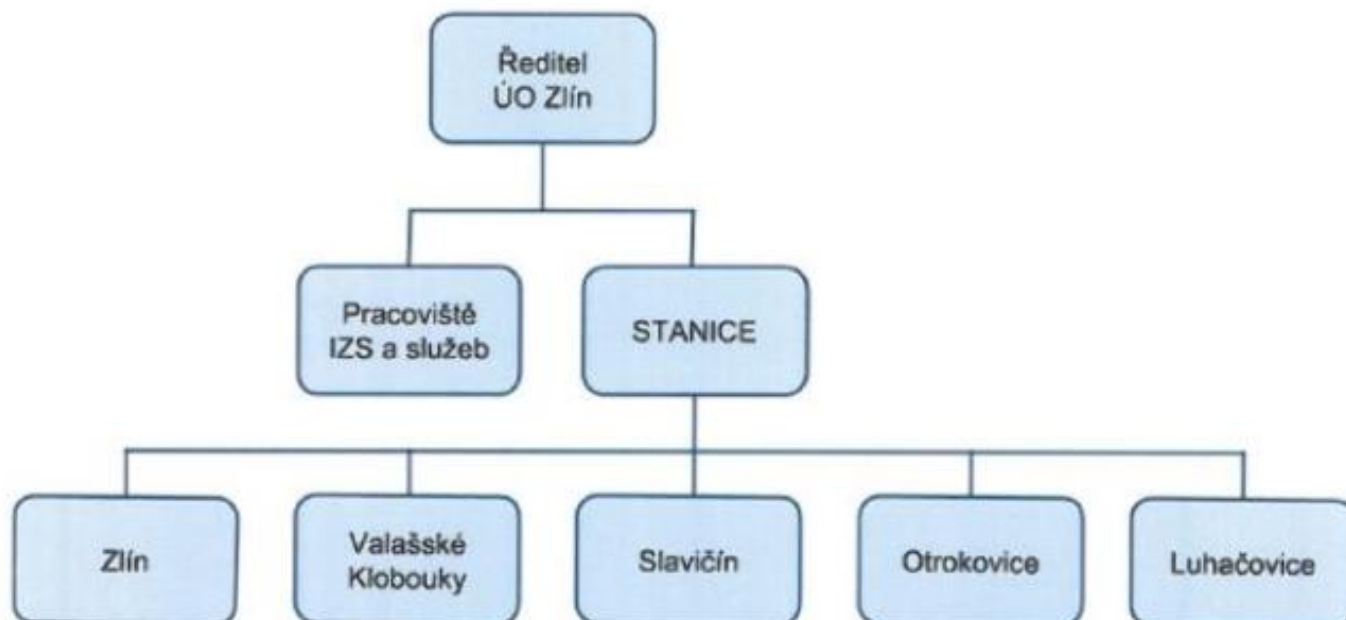 Ředitel
ÚO Zlín
Pracoviště
IZS a služeb
STANICE
Zlín
Valašské
Klobouky
Slavičín
Otrokovice
Luhačovice